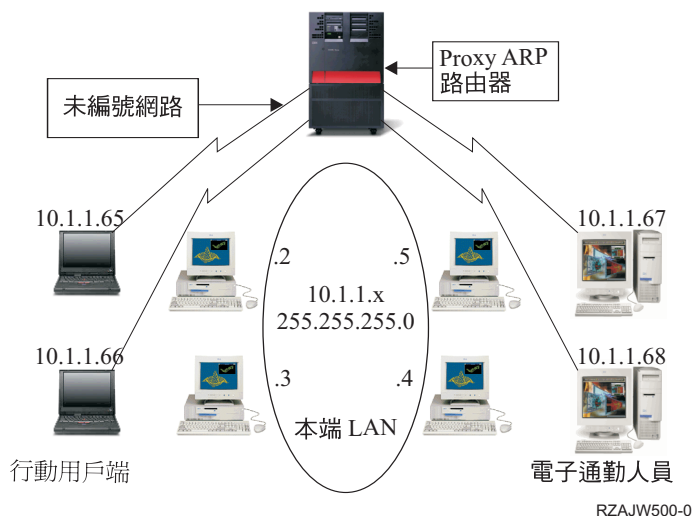 Proxy ARP
路由器
未編號網路
10.1.1.65
10.1.1.67
.2
.5
10.1.1.x
255.255.255.0
10.1.1.66
10.1.1.68
.3
.4
本端 LAN
行動用戶端
電子通勤人員
RZAJW500-0